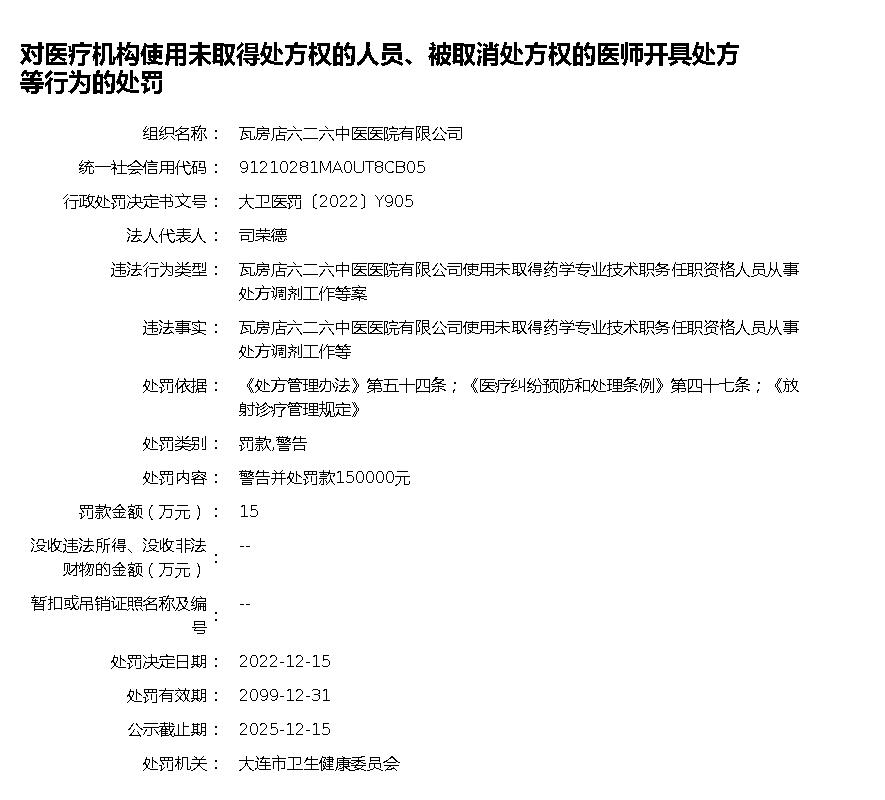 对医疗机构使用未取得处方权的人员、被取消处方权的医师开具处方
等行为的处罚
组织名称： 瓦房店六二六中医医院有限公司
统一社会信用代码： 91210281MA0UT8CB05
行政处罚决定书文号： 大卫医罚〔2022〕Y905
法人代表人： 司荣德
违法行为类型： 瓦房店六二六中医医院有限公司使用未取得药学专业技术职务任职资格人员从事
处方调剂工作等案
违法事实： 瓦房店六二六中医医院有限公司使用未取得药学专业技术职务任职资格人员从事
处方调剂工作等
处罚依据： 《处方管理办法》第五十四条；《医疗纠纷预防和处理条例》第四十七条；《放
射诊疗管理规定》
处罚类别： 罚款,警告
处罚内容： 警告并处罚款150000元
罚款金额（万元）： 15
没收违法所得、没收非法
财物的金额（万元）： --
暂扣或吊销证照名称及编
号： --
处罚决定日期： 2022-12-15
处罚有效期： 2099-12-31
公示截止期： 2025-12-15
处罚机关： 大连市卫生健康委员会